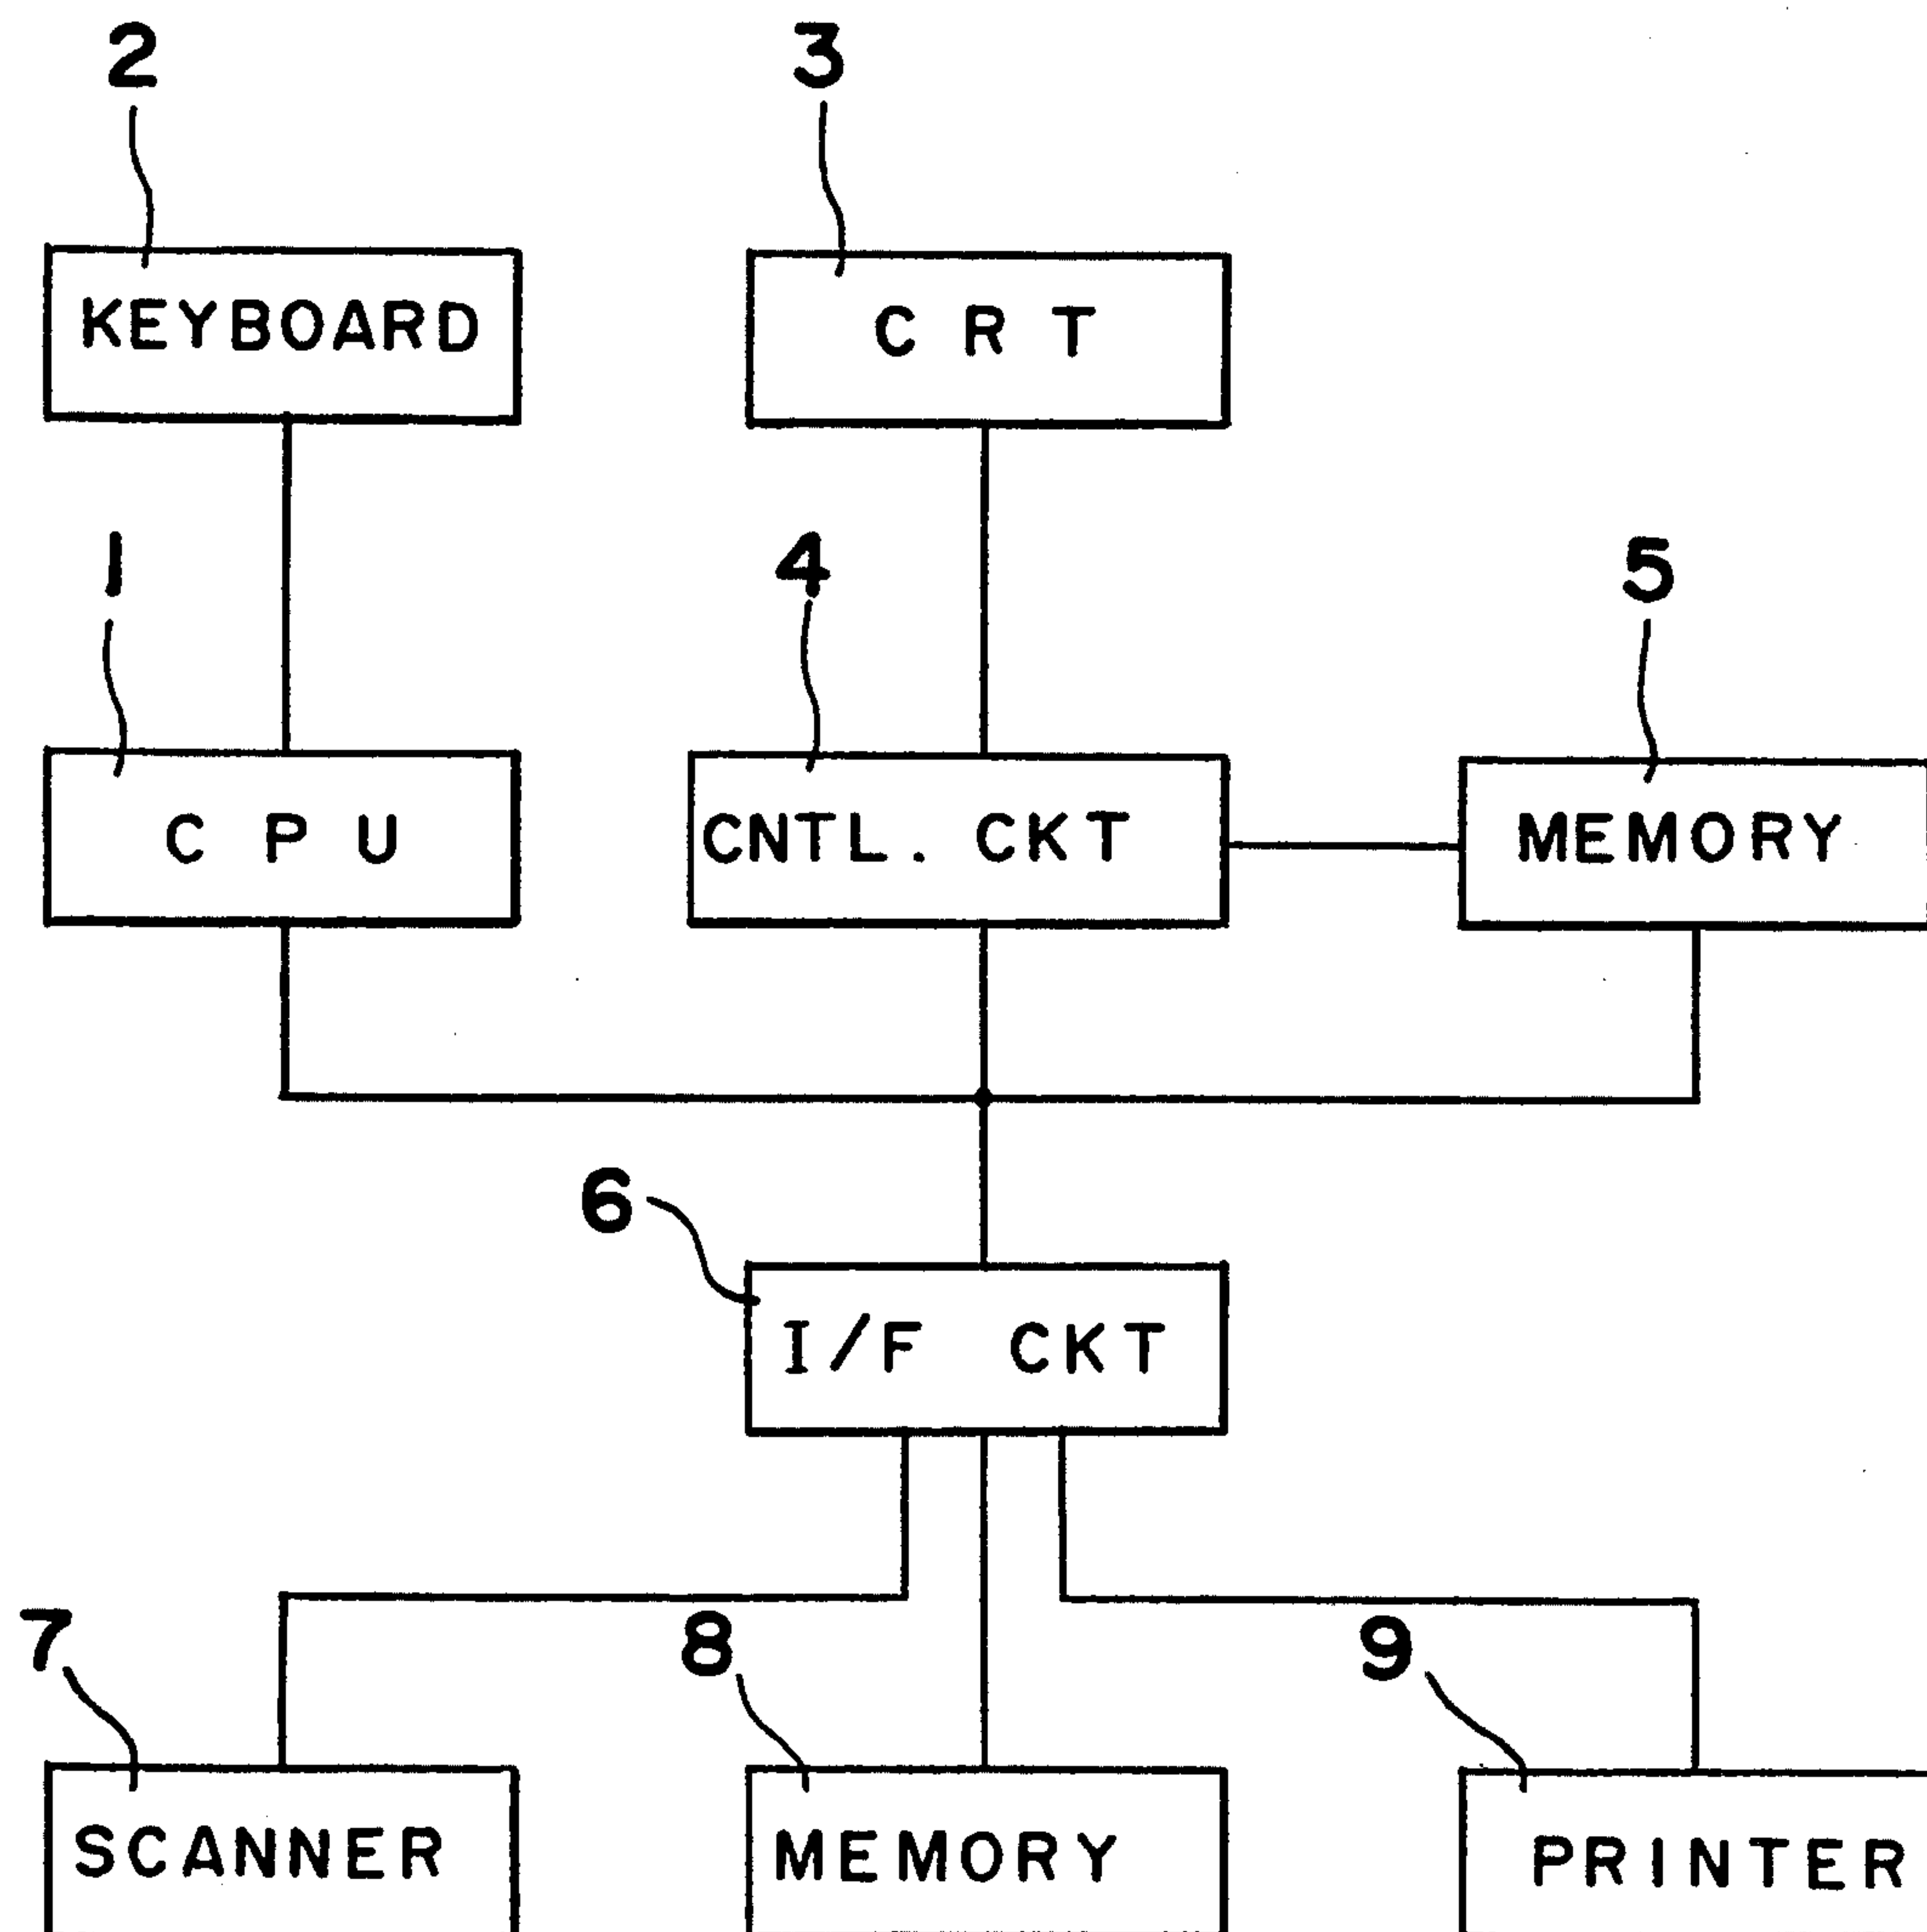 2
3
KEYBOARD
C R T
1
4
5
C P U
CNTL. CKT
MEMORY
6
I/F CKT
7
8
9
SCANNER
MEMORY
PRINTER